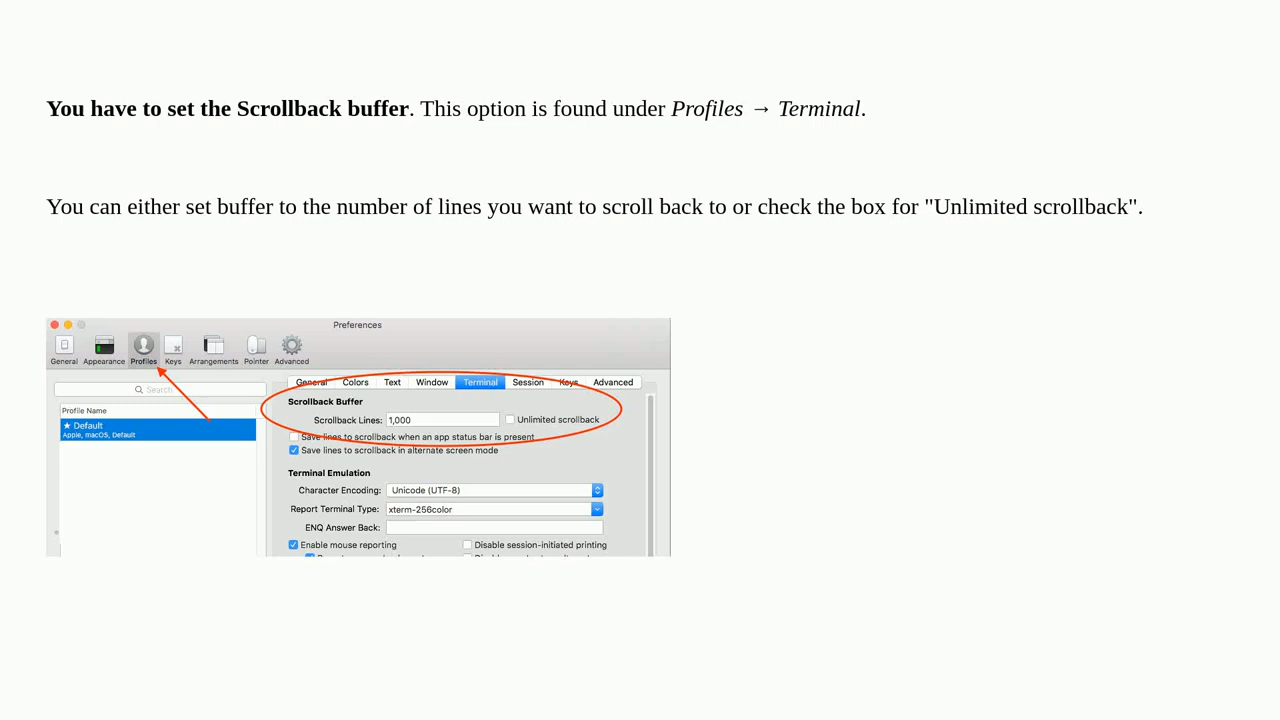 You have to set the Scrollback buffer. This option is found under Profiles → Terminal.
You can either set buffer to the number of lines you want to scroll back to or check the box for "Unlimited scrollback".
Preferences
General Appearance Profiles Keys Arrangements Pointer Advanced
Search
General Colors Text Window Terminal Session Keys Advanced
Profile Name
★ Default
Apple, macOS, Default
Scrollback Buffer
Scrollback Lines: 1,000 Unlimited scrollback
Save lines to scrollback when an app status bar is present
Save lines to scrollback in alternate screen mode
Terminal Emulation
Character Encoding: Unicode (UTF-8)
Report Terminal Type: xterm-256color
ENQ Answer Back:
Enable mouse reporting Disable session-initiated printing